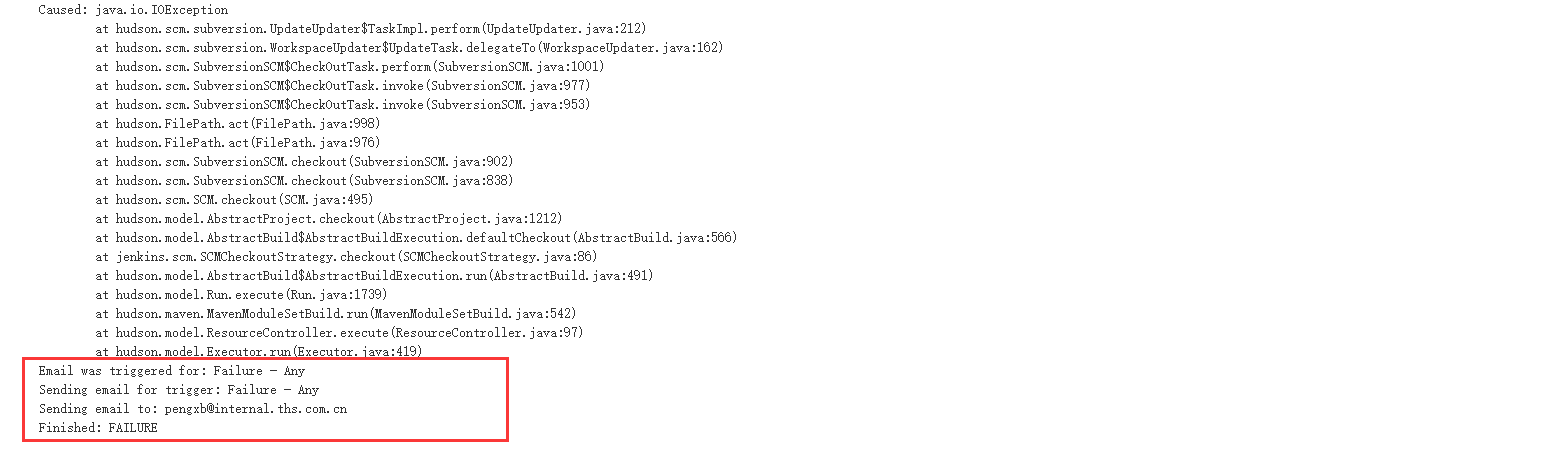 Caused: java.io.IOException
at hudson.scm.subversion.UpdateUpdater$TaskImpl.perform(UpdateUpdater.java:212)
at hudson.scm.subversion.WorkspaceUpdater$UpdateTask.delegateTo(WorkspaceUpdater.java:162)
at hudson.scm.SubversionSCM$CheckOutTask.perform(SubversionSCM.java:1001)
at hudson.scm.SubversionSCM$CheckOutTask.invoke(SubversionSCM.java:977)
at hudson.scm.SubversionSCM$CheckOutTask.invoke(SubversionSCM.java:953)
at hudson.FilePath.act(FilePath.java:998)
at hudson.FilePath.act(FilePath.java:976)
at hudson.scm.SubversionSCM.checkout(SubversionSCM.java:902)
at hudson.scm.SubversionSCM.checkout(SubversionSCM.java:838)
at hudson.scm.SCM.checkout(SCM.java:495)
at hudson.model.AbstractProject.checkout(AbstractProject.java:1212)
at hudson.model.AbstractBuild$AbstractBuildExecution.defaultCheckout(AbstractBuild.java:566)
at jenkins.scm.SCMCheckoutStrategy.checkout(SCMCheckoutStrategy.java:86)
at hudson.model.AbstractBuild$AbstractBuildExecution.run(AbstractBuild.java:491)
at hudson.model.Run.execute(Run.java:1739)
at hudson.maven.MavenModuleSetBuild.run(MavenModuleSetBuild.java:542)
at hudson.model.ResourceController.execute(ResourceController.java:97)
at hudson.model.Executor.run(Executor.java:419)
Email was triggered for: Failure - Any
Sending email for trigger: Failure - Any
Sending email to: pengxb@internal.ths.com.cn
Finished: FAILURE